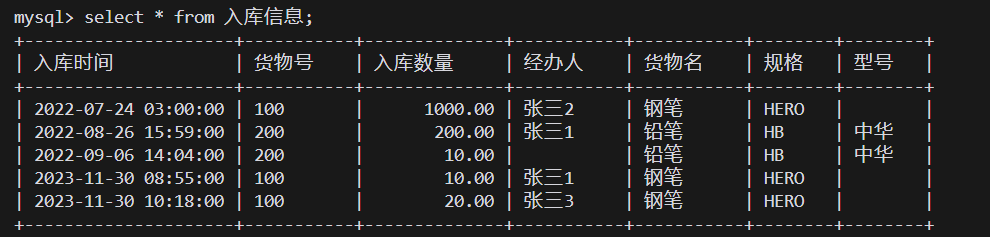 mysql> select * from 入库信息;
+---------------------+-----------+--------------+-----------+-----------+--------+--------+
| 入库时间            | 货物号    | 入库数量     | 经办人    | 货物名    | 规格   | 型号   |
+---------------------+-----------+--------------+-----------+-----------+--------+--------+
| 2022-07-24 03:00:00 | 100       |      1000.00 | 张三2     | 钢笔      | HERO   |        |
| 2022-08-26 15:59:00 | 200       |       200.00 | 张三1     | 铅笔      | HB     | 中华   |
| 2022-09-06 14:04:00 | 200       |        10.00 |           | 铅笔      | HB     | 中华   |
| 2023-11-30 08:55:00 | 100       |        10.00 | 张三1     | 钢笔      | HERO   |        |
| 2023-11-30 10:18:00 | 100       |        20.00 | 张三3     | 钢笔      | HERO   |        |
+---------------------+-----------+--------------+-----------+-----------+--------+--------+